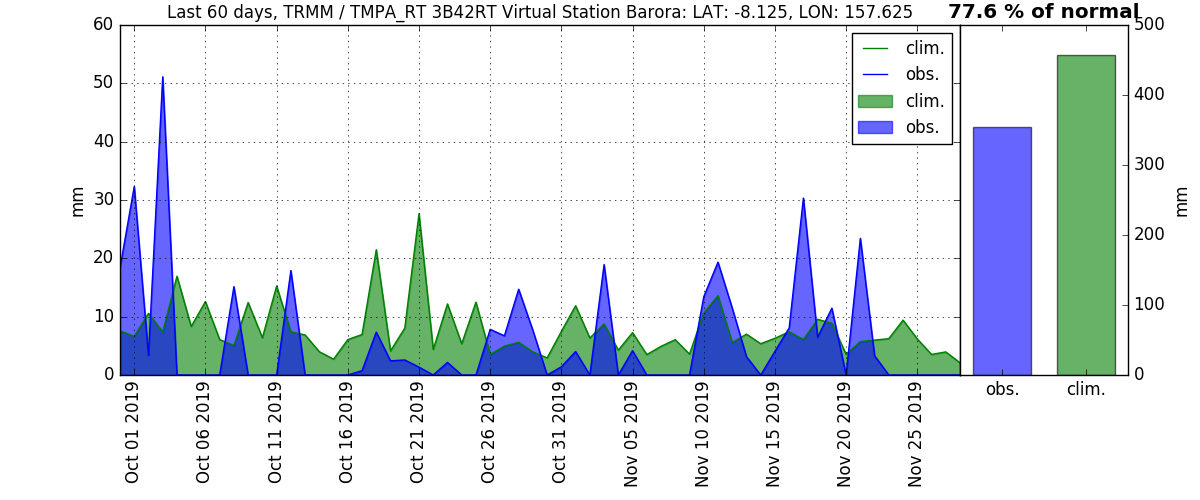 Last 60 days, TRMM / TMPA_RT 3B42RT Virtual Station Barora: LAT: -8.125, LON: 157.625
77.6 % of normal
60
50
40
30
20
10
0
mm
clim.
obs.
clim.
obs.
Oct 01 2019
Oct 06 2019
Oct 11 2019
Oct 16 2019
Oct 21 2019
Oct 26 2019
Oct 31 2019
Nov 05 2019
Nov 10 2019
Nov 15 2019
Nov 20 2019
Nov 25 2019
500
400
300
200
100
0
mm
obs.
clim.